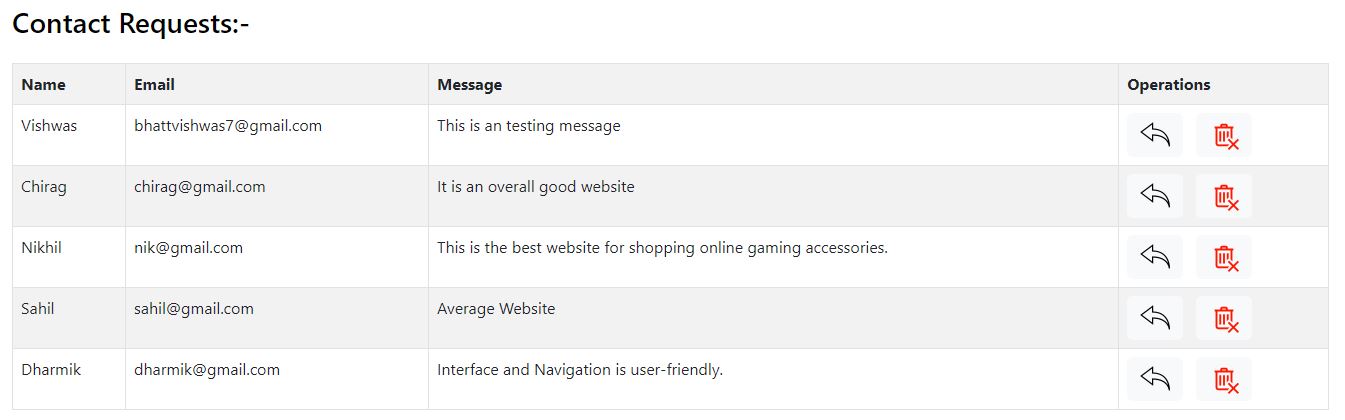 Contact Requests:-
Name Email Message Operations
Vishwas bhattvishwas7@gmail.com This is an testing message
Chirag chirag@gmail.com It is an overall good website
Nikhil nik@gmail.com This is the best website for shopping online gaming accessories.
Sahil sahil@gmail.com Average Website
Dharmik dharmik@gmail.com Interface and Navigation is user-friendly.